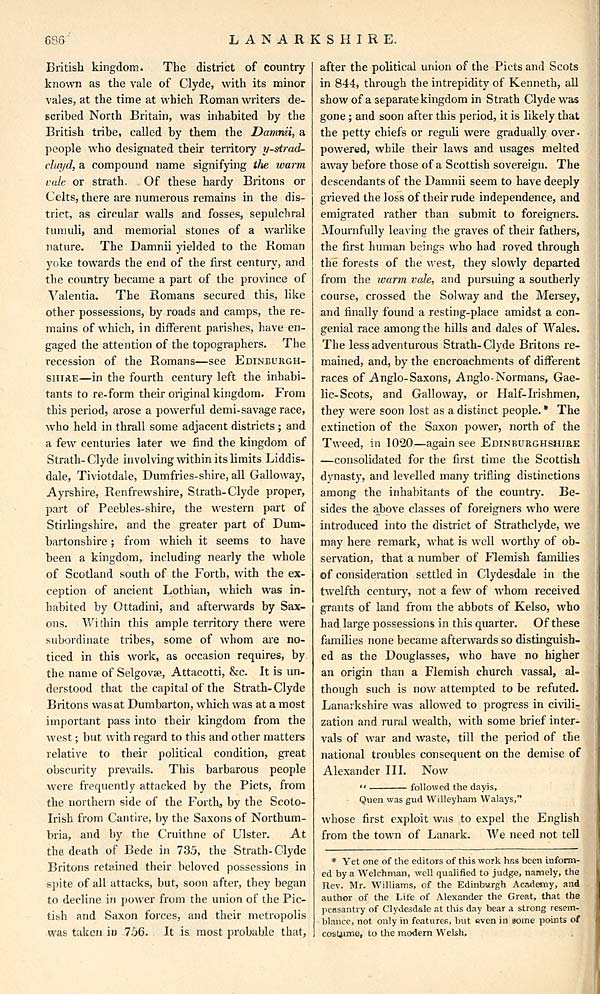 686
LANARKSHIRE.
British kingdom. The district of country
known as the vale of Clyde, with its minor
vales, at the time at which Roman writers de-
scribed North Britain, was inhabited by the
British tribe, called by them the Damnii, a
people who designated their territory y-strad-
cluyd, a compound name signifying the warm
vale or strath. Of these hardy Britons or
Celts, there are numerous remains in the dis-
trict, as circular walls and fosses, sepulchral
tumuli, and memorial stones of a warlike
nature. The Damnii yielded to the Roman
yoke towards the end of the first century, and
the country became a part of the province of
Valentia. The Romans secured this, like
other possessions, by roads and camps, the re-
mains of which, in different parishes, have en-
gaged the attention of the topographers. The
recession of the Romans—see EDINBURGH-
SHIRE—in the fourth century left the inhabi-
tants to re-form their original kingdom. From
this period, arose a powerful demi-savage race,
who held in thrall some adjacent districts; and
a few centuries later we find the kingdom of
Strath-Clyde involving within its limits Liddis-
dale, Tiviotdale, Dumfries-shire, all Galloway,
Ayrshire, Renfrewshire, Strath-Clyde proper,
part of Peebles-shire, the western part of
Stirlingshire, and the greater part of Dum-
bartonshire; from which it seems to have
been a kingdom, including nearly the whole
of Scotland south of the Forth, with the ex-
ception of ancient Lothian, which was in-
habited by Ottadini, and afterwards by Sax-
ons. Within this ample territory there were
subordinate tribes, some of whom are no-
ticed in this work, as occasion requires, by
the name of Selgovæ, Attacotti, &c. It is un-
derstood that the capital of the Strath-Clyde
Britons was at Dumbarton, which was at a most
important pass into their kingdom from the
west; but with regard to this and other matters
relative to their political condition, great
obscurity prevails. This barbarous people
were frequently attacked by the Picts, from
the northern side of the Forth, by the Scoto-
Irish from Cantire, by the Saxons of Northum-
bria, and by the Cruithne of Ulster. At
the death of Bede in 735, the Strath-Clyde
Britons retained their beloved possessions in
spite of all attacks, but, soon after, they began
to decline in power from the union of the Pic-
tish and Saxon forces, and their metropolis
was taken in 756. It is most probable that,
after the political union of the Picts and Scots
in 844, through the intrepidity of Kenneth, all
show of a separate kingdom in Strath Clyde was
gone; and soon after this period, it is likely that
the petty chiefs or reguli were gradually over-
powered, while their laws and usages melted
away before those of a Scottish sovereign. The
descendants of the Damnii seem to have deeply
grieved the loss of their rude independence, and
emigrated rather than submit to foreigners.
Mournfully leaving the graves of their fathers,
the first human beings who had roved through
the forests of the west, they slowly departed
from the warm vale, and pursuing a southerly
course, crossed the Solway and the Mersey,
and finally found a resting-place amidst a con-
genial race among the hills and dales of Wales.
The less adventurous Strath-Clyde Britons re-
mained, and, by the encroachments of different
races of Anglo-Saxons, Anglo-Normans, Gae-
lic-Scots, and Galloway, or Half-Irishmen,
they were soon lost as a distinct people.* The
extinction of the Saxon power, north of the
Tweed, in 1020—again see EDINBURGHSHIRE
—consolidated for the first time the Scottish
dynasty, and levelled many trifling distinctions
among the inhabitants of the country. Be-
sides the above classes of foreigners who were
introduced into the district of Strathclyde, we
may here remark, what is well worthy of ob-
servation, that a number of Flemish families
of consideration settled in Clydesdale in the
twelfth century, not a few of whom received
grants of land from the abbots of Kelso, who
had large possessions in this quarter. Of these
families none became afterwards so distinguish-
ed as the Douglasses, who have no higher
an origin than a Flemish church vassal, al-
though such is now attempted to be refuted.
Lanarkshire was allowed to progress in civili-
zation and rural wealth, with some brief inter-
vals of war and waste, till the period of the
national troubles consequent on the demise of
Alexander III. Now
"——— followed the dayis,
Quen was gud Willeyham Walays,"
whose first exploit was to expel the English
from the town of Lanark. We need not tell
* Yet one of the editors of this work has been inform-
ed by a Welchman, well qualified to judge, namely, the
Rev. Mr. Williams, of the Edinburgh Academy, and
author of the Life of Alexander the Great, that the
peasantry of Clydesdale at this day bear a strong resem-
blance, not only in features, but even in some points of
costume, to the modern Welsh.